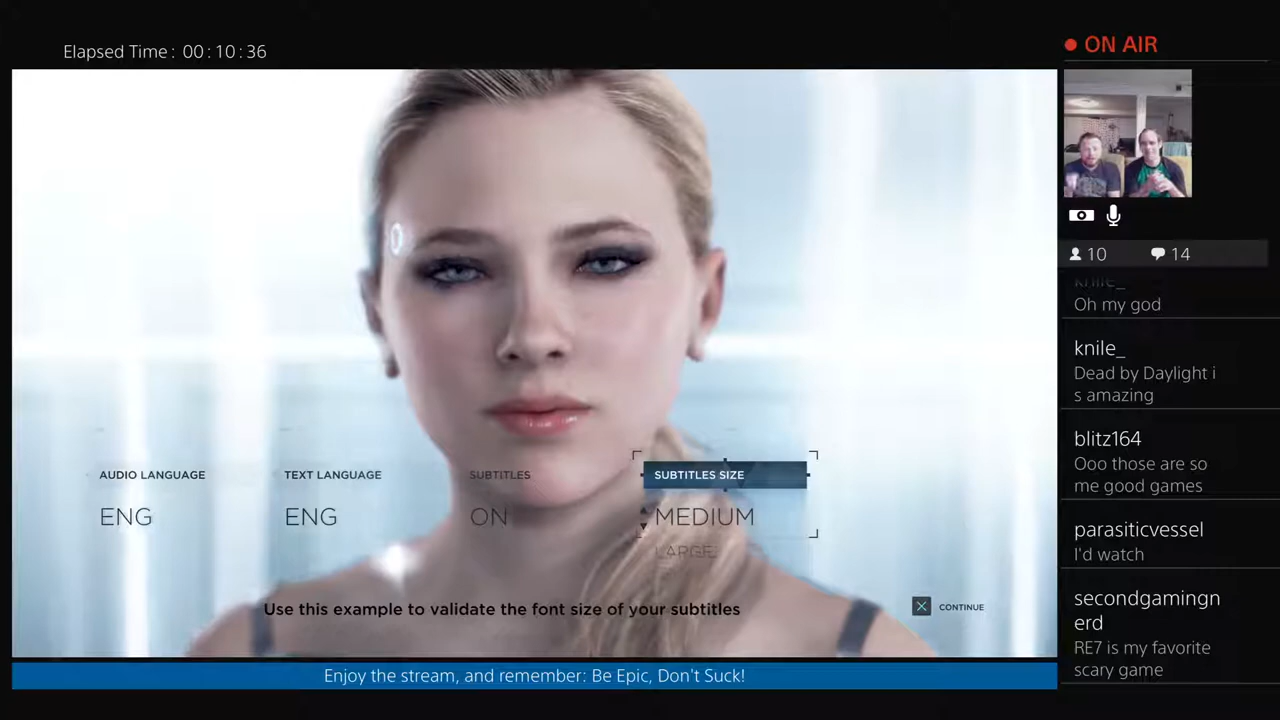 Elapsed Time: 00:10:36
ON AIR
10
14
knile_
Oh my god
knile_
Dead by Daylight i
s amazing
blitz164
Ooo those are so
me good games
parasiticvessel
I'd watch
secondgamingn
erd
RE7 is my favorite
scary game
AUDIO LANGUAGE
ENG
TEXT LANGUAGE
ENG
SUBTITLES
ON
SUBTITLES SIZE
MEDIUM
LARGE
Use this example to validate the font size of your subtitles
CONTINUE
Enjoy the stream, and remember: Be Epic, Don't Suck!